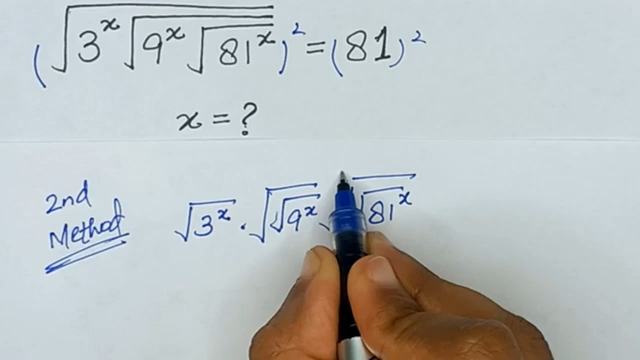 (√(3^x √(9^x √(81^x))))^2 = (81)^2
x = ?
2nd
Method
√(3^x) · √(√(9^x)) √(√(81^x))